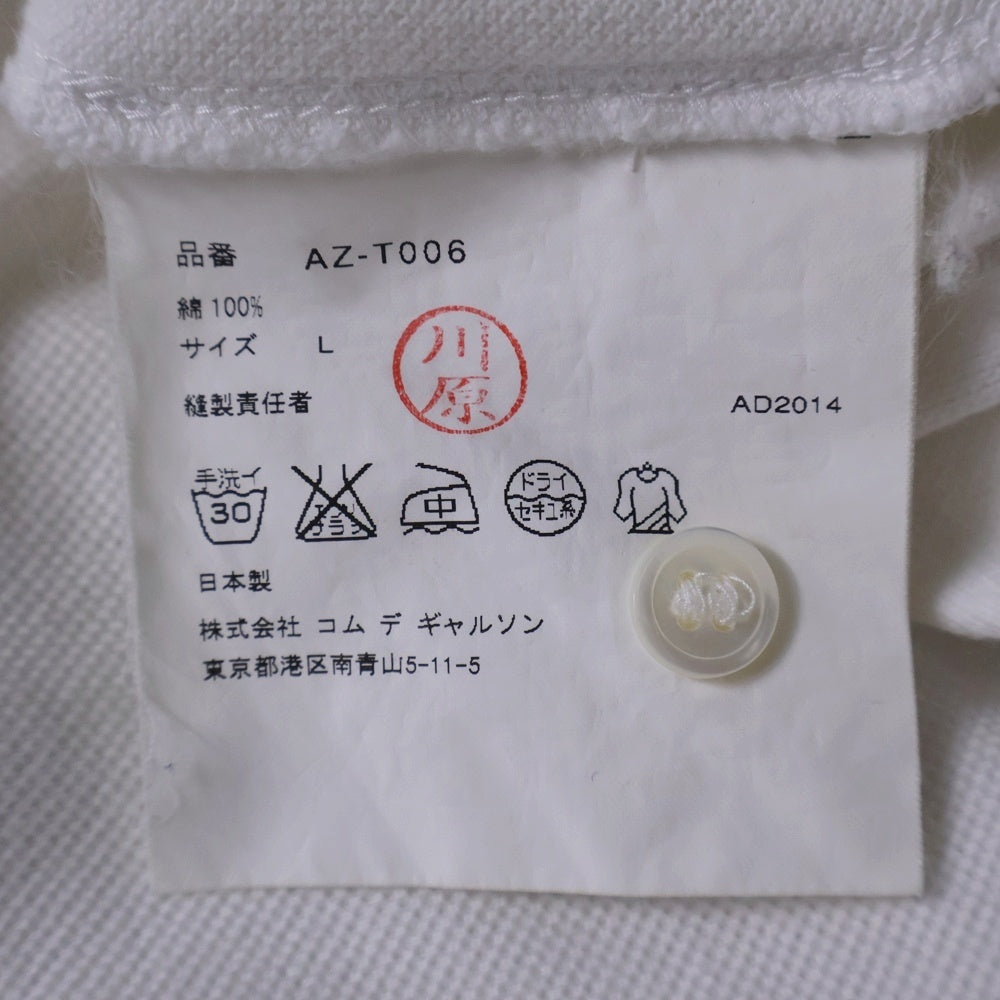 品番 AZ-T006
綿 100%
サイズ L
川原
縫製責任者 AD2014
手洗イ
30
中
ドライ
セキユ系
日本製
株式会社 コム デ ギャルソン
東京都港区南青山5-11-5